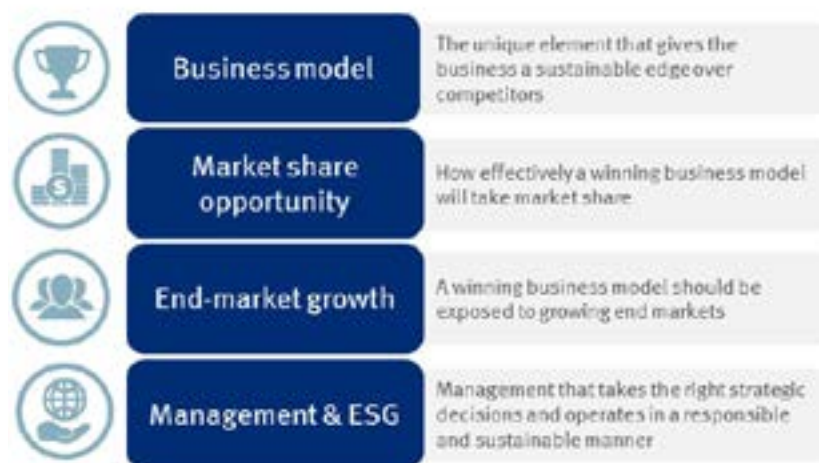 Business model
The unique element that gives the
business a sustainable edge over
competitors
Market share
opportunity
How effectively a winning business model
will take market share
End-market growth
A winning business model should be
exposed to growing end markets
Management & ESG
Management that takes the right strategic
decisions and operates in a responsible
and sustainable manner